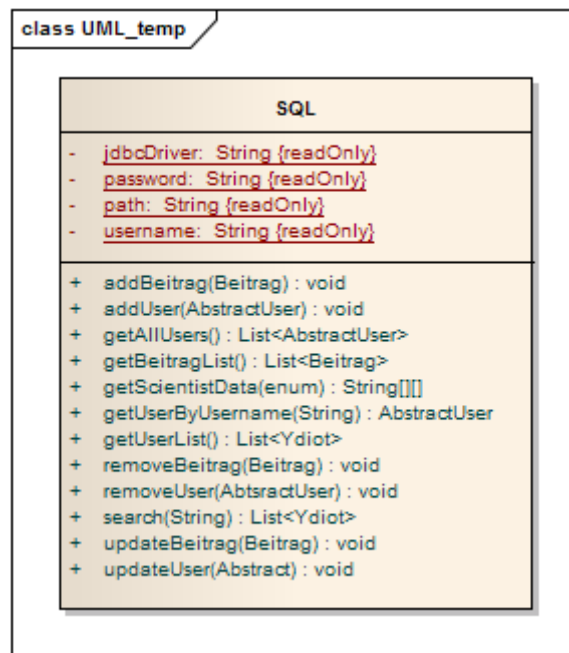 class UML_temp
SQL
- jdbcDriver: String {readOnly}
- password: String {readOnly}
- path: String {readOnly}
- username: String {readOnly}
+ addBeitrag(Beitrag) : void
+ addUser(AbstractUser) : void
+ getAllUsers() : List<AbstractUser>
+ getBeitragList() : List<Beitrag>
+ getScientistData(enum) : String[][]
+ getUserByUsername(String) : AbstractUser
+ getUserList() : List<Ydiot>
+ removeBeitrag(Beitrag) : void
+ removeUser(AbtsractUser) : void
+ search(String) : List<Ydiot>
+ updateBeitrag(Beitrag) : void
+ updateUser(Abstract) : void